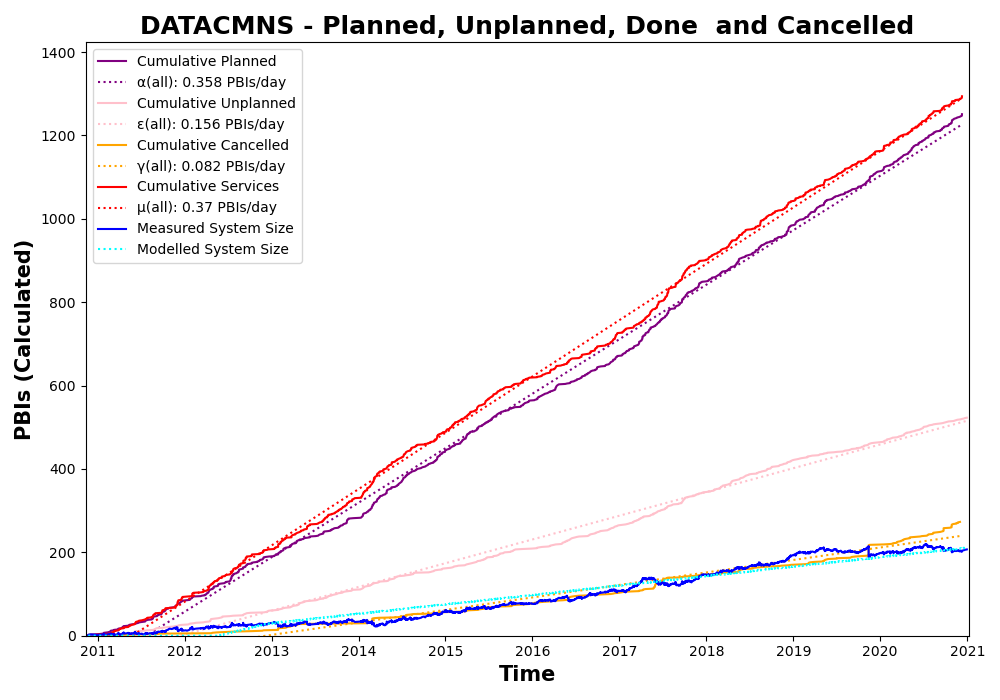 DATACMNS - Planned, Unplanned, Done  and Cancelled
PBIs (Calculated)
1400
1200
1000
800
600
400
200
0
Cumulative Planned
α(all): 0.358 PBIs/day
Cumulative Unplanned
ε(all): 0.156 PBIs/day
Cumulative Cancelled
γ(all): 0.082 PBIs/day
Cumulative Services
μ(all): 0.37 PBIs/day
Measured System Size
Modelled System Size
2011 2012 2013 2014 2015 2016 2017 2018 2019 2020 2021
Time